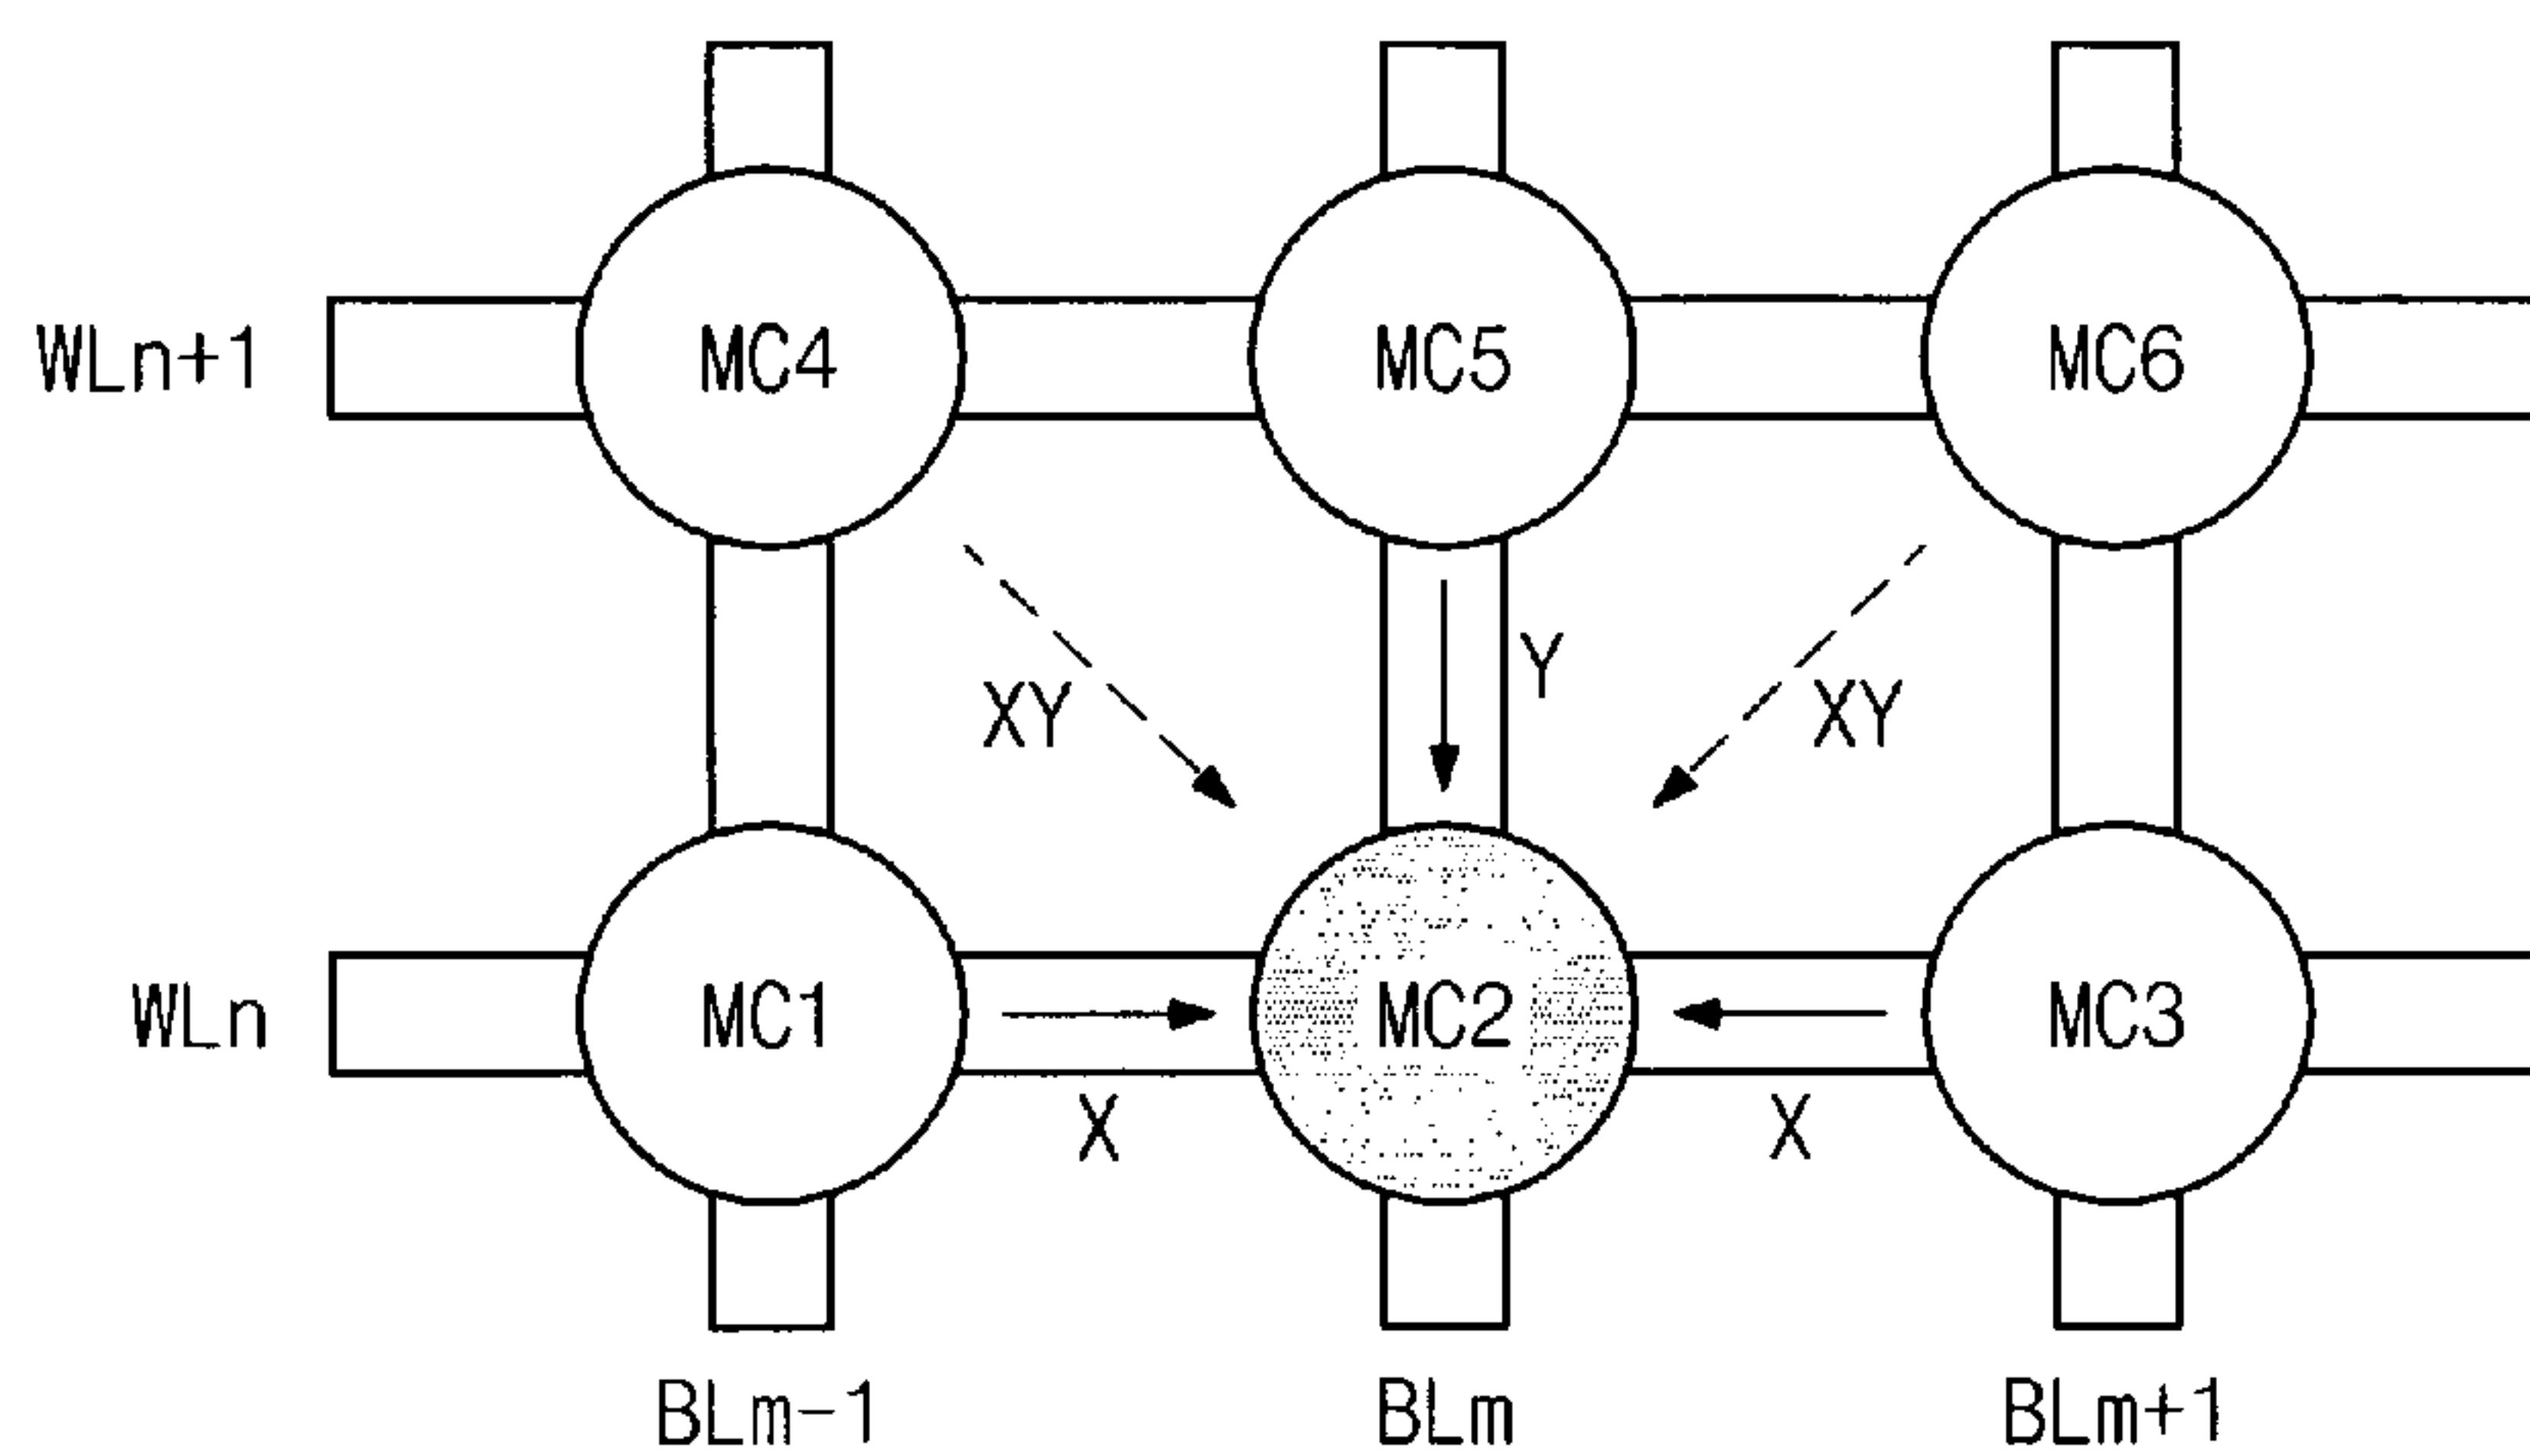 WLn+1 MC4 MC5 MC6
XY Y XY
WLn MC1 MC2 MC3
X X
BLm-1 BLm BLm+1